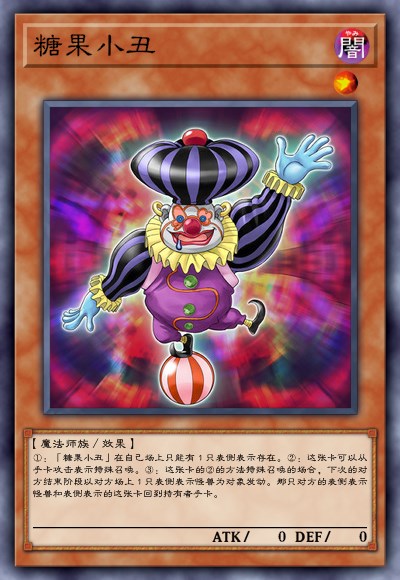 糖果小丑
やみ
闇
【魔法师族／效果】
①：「糖果小丑」在自己场上只能有1只表侧表示存在。②：这张卡可以从
手卡攻击表示特殊召唤。③：这张卡的②的方法特殊召唤的场合，下次的对
方结束阶段以对方场上1只表侧表示怪兽为对象发动。那只对方的表侧表示
怪兽和表侧表示的这张卡回到持有者手卡。
ATK/ 0 DEF/ 0